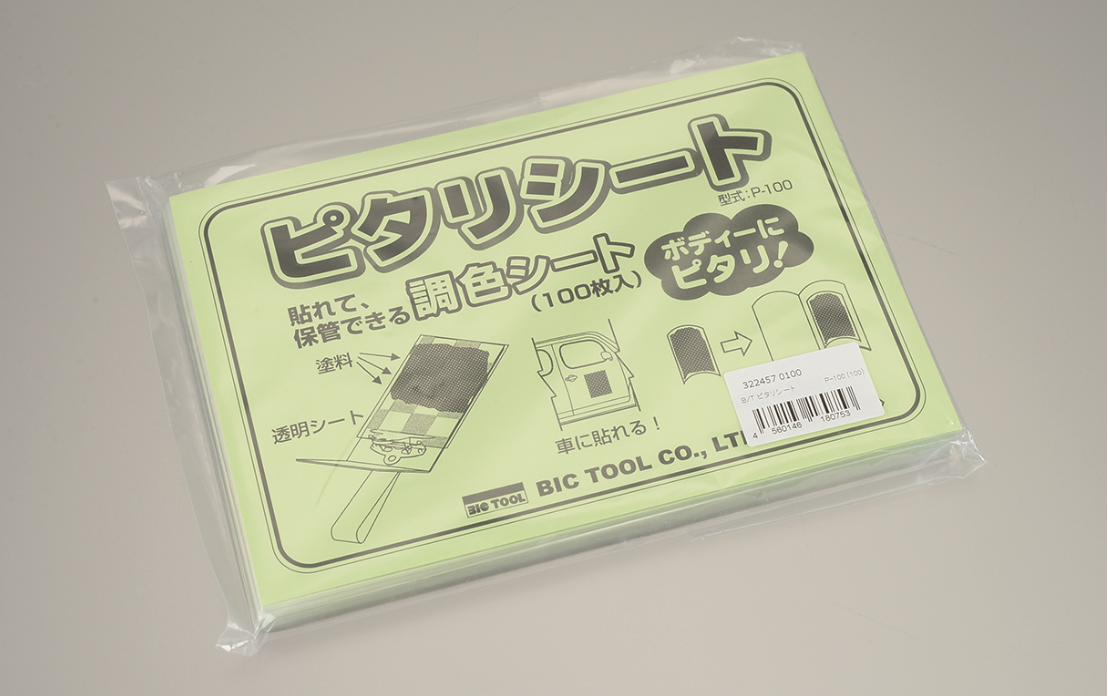 ピタリシート
型式：P-100
貼れて、
保管できる調色シート
(100枚入)
ボディーに
ピタリ！
塗料
透明シート
車に貼れる！
322457 0100
B/T ピタリシート P-100 (100)
4 560146 180753
BIC TOOL
BIC TOOL CO., LT